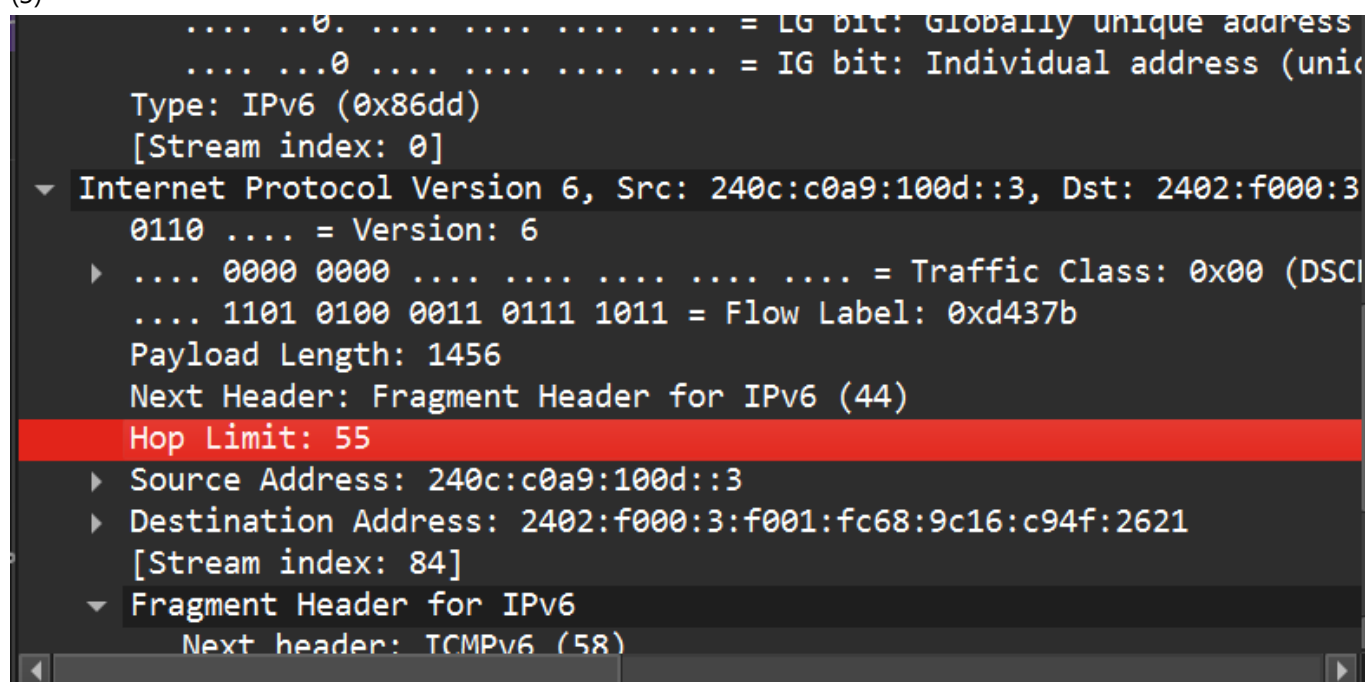 .... ..0. .... .... .... .... = LG bit: Globally unique address
.... ...0 .... .... .... .... = IG bit: Individual address
Type: IPv6 (0x86dd)
[Stream index: 0]
Internet Protocol Version 6, Src: 240c:c0a9:100d::3, Dst: 2402:f000:3
0110 .... = Version: 6
.... 0000 0000 .... .... .... .... .... = Traffic Class: 0x00
.... 1101 0100 0011 0111 1011 = Flow Label: 0xd437b
Payload Length: 1456
Next Header: Fragment Header for IPv6 (44)
Hop Limit: 55
Source Address: 240c:c0a9:100d::3
Destination Address: 2402:f000:3:f001:fc68:9c16:c94f:2621
[Stream index: 84]
Fragment Header for IPv6
Next header: ICMPv6 (58)